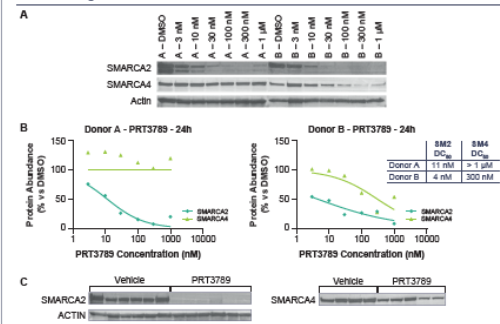 A
A – DMSO
A – 3 nM
A – 10 nM
A – 30 nM
A – 100 nM
A – 300 nM
A – 1 µM
B – DMSO
B – 3 nM
B – 10 nM
B – 30 nM
B – 100 nM
B – 300 nM
B – 1 µM
SMARCA2
SMARCA4
Actin
B
Donor A - PRT3789 - 24h
Protein Abundance
(% vs DMSO)
150
100
50
0
1 10 100 1000 10000
PRT3789 Concentration (nM)
SMARCA2
SMARCA4
Donor B - PRT3789 - 24h
Protein Abundance
(% vs DMSO)
150
100
50
0
1 10 100 1000 10000
PRT3789 Concentration (nM)
SMARCA2
SMARCA4
SM2 SM4
DC50 DC50
Donor A 11 nM > 1 µM
Donor B 4 nM 300 nM
C
Vehicle PRT3789
SMARCA2
ACTIN
Vehicle PRT3789
SMARCA4